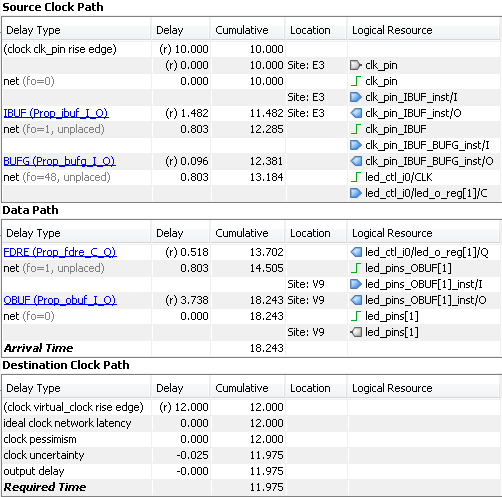 Source Clock Path
Delay Type Delay Cumulative Location Logical Resource
(clock clk_pin rise edge) (r) 10.000 10.000
(r) 0.000 10.000 Site: E3 clk_pin
net (fo=0) 0.000 10.000 clk_pin
Site: E3 clk_pin_IBUF_inst/I
IBUF (Prop_ibuf_I_O) (r) 1.482 11.482 Site: E3 clk_pin_IBUF_inst/O
net (fo=1, unplaced) 0.803 12.285 clk_pin_IBUF
clk_pin_IBUF_BUFG_inst/I
BUFG (Prop_bufg_I_O) (r) 0.096 12.381 clk_pin_IBUF_BUFG_inst/O
net (fo=48, unplaced) 0.803 13.184 led_ctl_i0/CLK
led_ctl_i0/led_o_reg[1]/C
Data Path
Delay Type Delay Cumulative Location Logical Resource
FDRE (Prop_fdre_C_Q) (r) 0.518 13.702 led_ctl_i0/led_o_reg[1]/Q
net (fo=1, unplaced) 0.803 14.505 led_pins_OBUF[1]
Site: V9 led_pins_OBUF[1]_inst/I
OBUF (Prop_obuf_I_O) (r) 3.738 18.243 Site: V9 led_pins_OBUF[1]_inst/O
net (fo=0) 0.000 18.243 led_pins[1]
Site: V9 led_pins[1]
Arrival Time 18.243
Destination Clock Path
Delay Type Delay Cumulative Location Logical Resource
(clock virtual_clock rise edge) (r) 12.000 12.000
ideal clock network latency 0.000 12.000
clock pessimism 0.000 12.000
clock uncertainty -0.025 11.975
output delay -0.000 11.975
Required Time 11.975